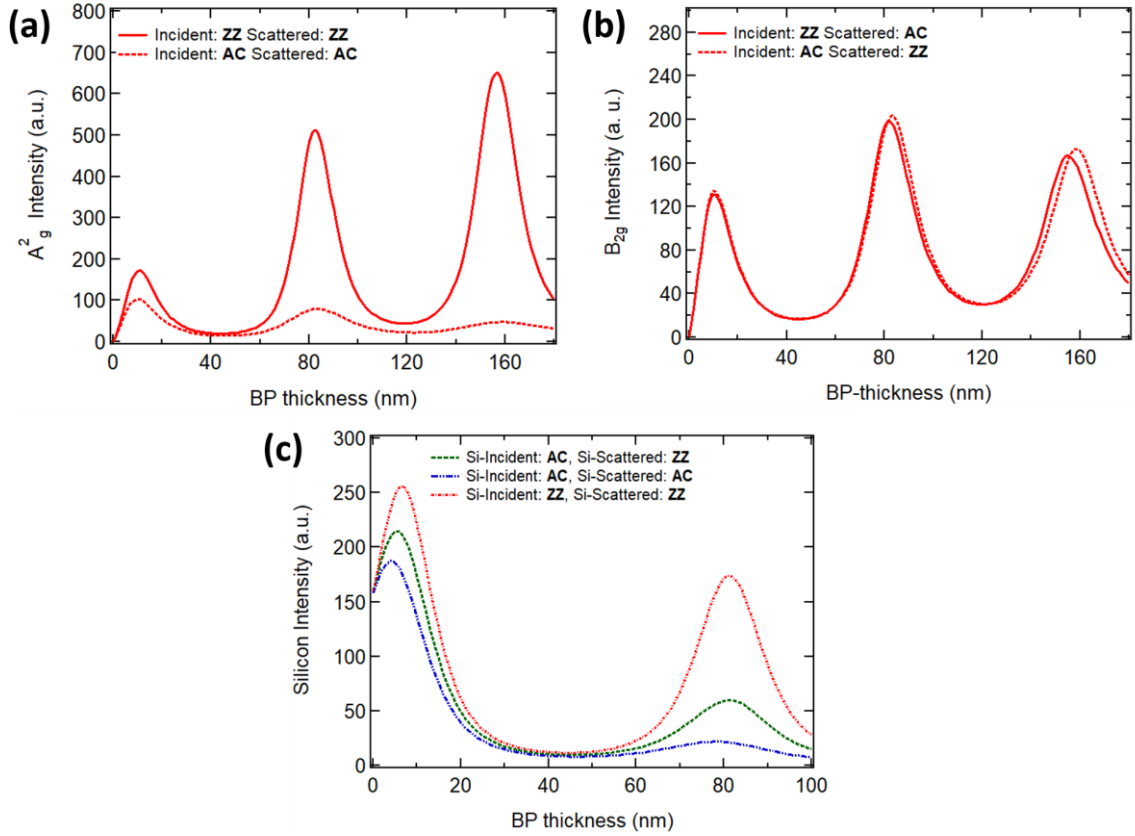 (a)
Incident: ZZ Scattered: ZZ
Incident: AC Scattered: AC
A²g Intensity (a.u.)
800
700
600
500
400
300
200
100
0
0 40 80 120 160
BP thickness (nm)
(b)
Incident: ZZ Scattered: AC
Incident: AC Scattered: ZZ
B2g Intensity (a. u.)
280
240
200
160
120
80
40
0
0 40 80 120 160
BP-thickness (nm)
(c)
Si-Incident: AC, Si-Scattered: ZZ
Si-Incident: AC, Si-Scattered: AC
Si-Incident: ZZ, Si-Scattered: ZZ
Silicon Intensity (a.u.)
300
250
200
150
100
50
0
0 20 40 60 80 100
BP thickness (nm)